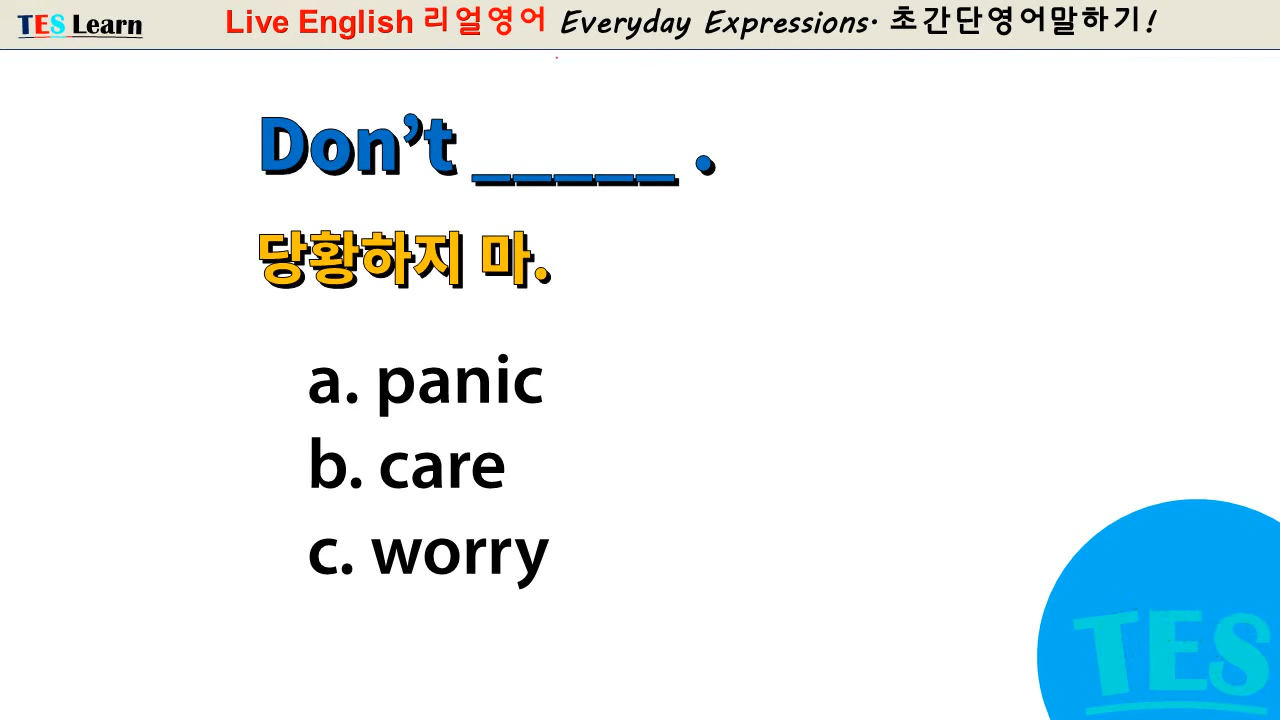 TES Learn
Live English 리얼영어 Everyday Expressions· 초간단영어말하기!
Don’t _____ .
당황하지 마.
a. panic
b. care
c. worry
TES